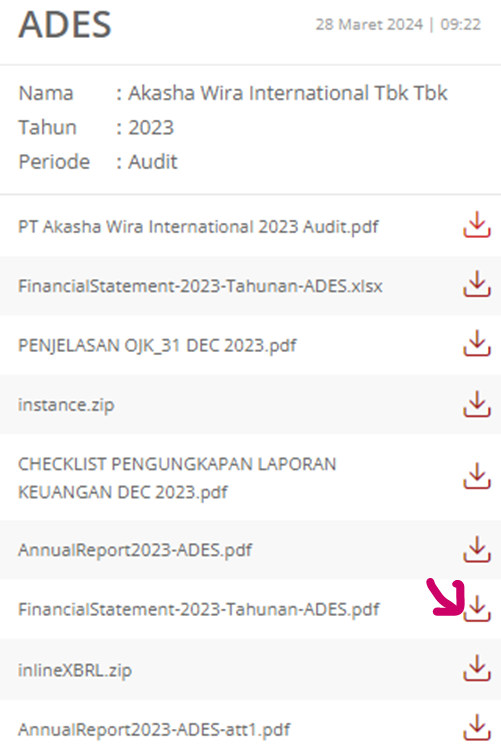 ADES
28 Maret 2024 | 09:22
Nama : Akasha Wira International Tbk Tbk
Tahun : 2023
Periode : Audit
PT Akasha Wira International 2023 Audit.pdf
FinancialStatement-2023-Tahunan-ADES.xlsx
PENJELASAN OJK_31 DEC 2023.pdf
instance.zip
CHECKLIST PENGUNGKAPAN LAPORAN
KEUANGAN DEC 2023.pdf
AnnualReport2023-ADES.pdf
FinancialStatement-2023-Tahunan-ADES.pdf
inlineXBRL.zip
AnnualReport2023-ADES-att1.pdf